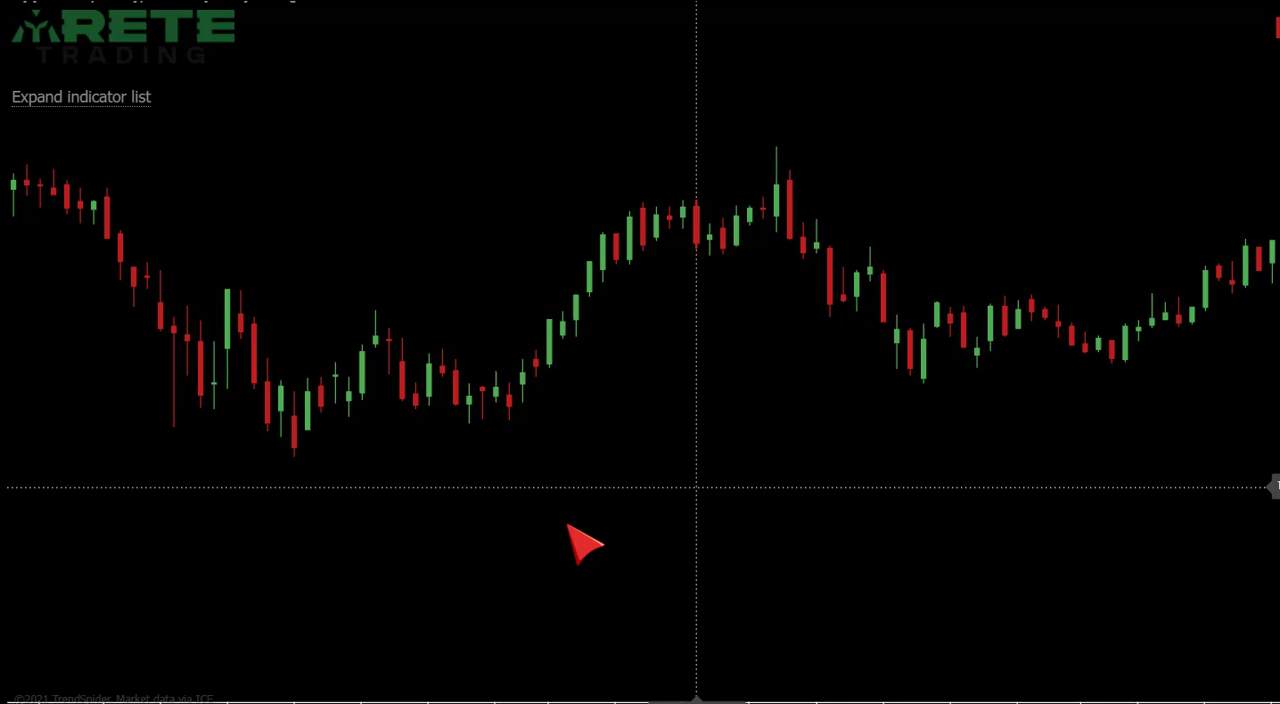 ARETE
TRADING
Expand indicator list
©2021 TrendSpider. Market data via ICE